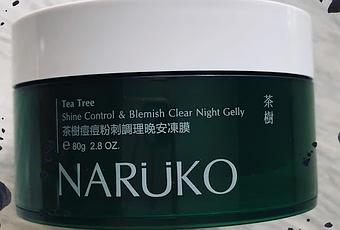 Tea Tree
Shine Control & Blemish Clear Night Gelly
茶樹痘痘粉刺調理晚安凍膜
℮ 80g 2.8 OZ.
茶樹
NARÜKO